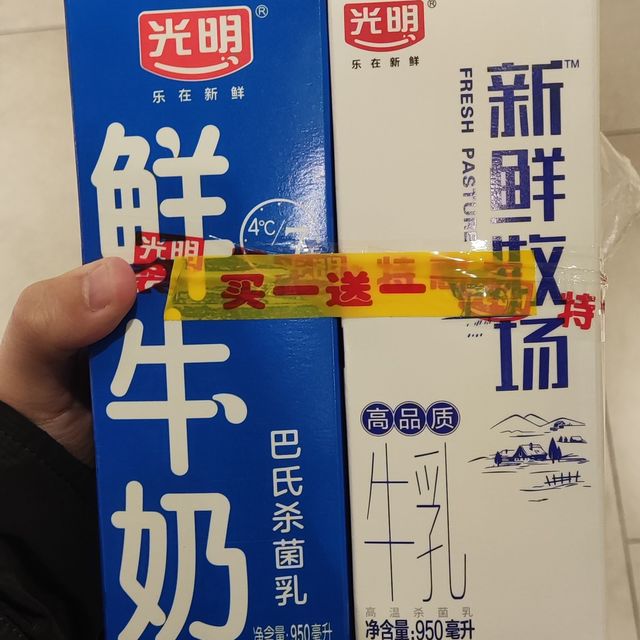 光明®
乐在新鲜
鲜牛奶
4℃/
巴氏杀菌乳
净含量:950毫升
光明®
乐在新鲜
新鲜牧场™
FRESH PASTURE
高品质
牛乳
高温杀菌乳
净含量:950毫升
光明
买一送一
特